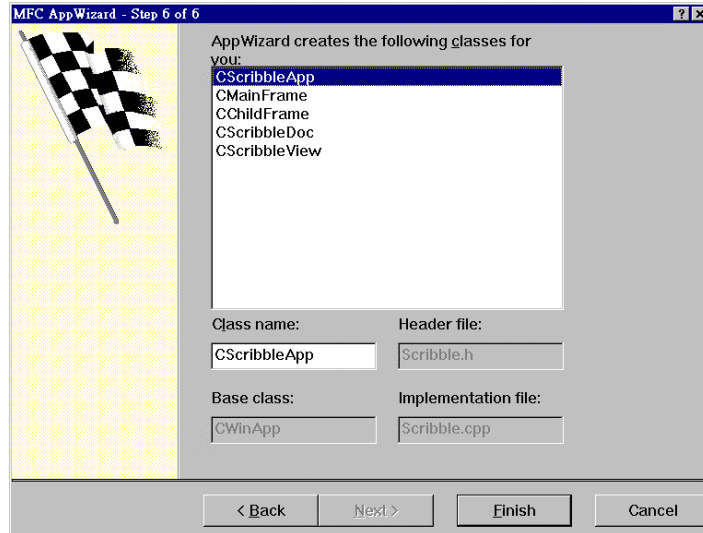 MFC AppWizard - Step 6 of 6
AppWizard creates the following classes for
you:
CScribbleApp
CMainFrame
CChildFrame
CScribbleDoc
CScribbleView
Class name:
Header file:
CScribbleApp
Scribble.h
Base class:
Implementation file:
CWinApp
Scribble.cpp
< Back
Next >
Finish
Cancel